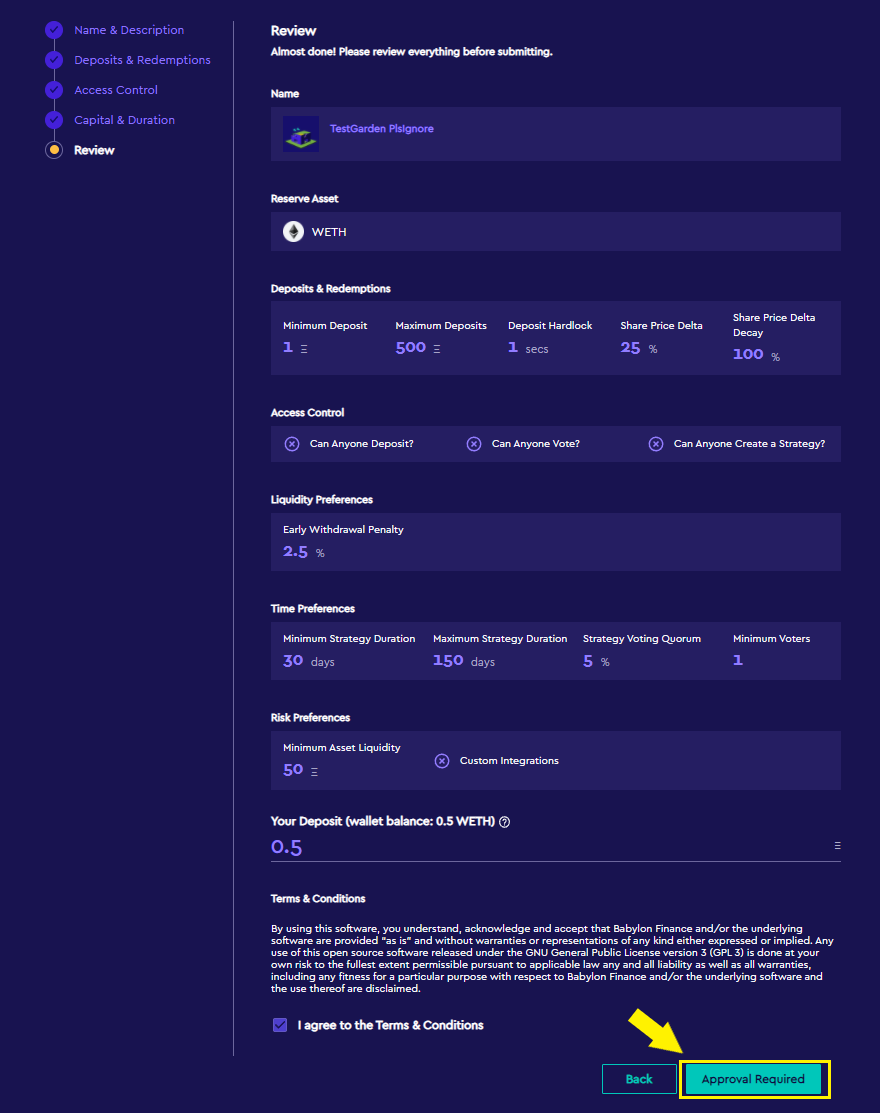 Name & Description
Deposits & Redemptions
Access Control
Capital & Duration
Review
Review
Almost done! Please review everything before submitting.
Name
TestGarden PlsIgnore
Reserve Asset
WETH
Deposits & Redemptions
Minimum Deposit
1 Ξ
Maximum Deposits
500 Ξ
Deposit Hardlock
1 secs
Share Price Delta
25 %
Share Price Delta
Decay
100 %
Access Control
Can Anyone Deposit?
Can Anyone Vote?
Can Anyone Create a Strategy?
Liquidity Preferences
Early Withdrawal Penalty
2.5 %
Time Preferences
Minimum Strategy Duration
30 days
Maximum Strategy Duration
150 days
Strategy Voting Quorum
5 %
Minimum Voters
1
Risk Preferences
Minimum Asset Liquidity
50 Ξ
Custom Integrations
Your Deposit (wallet balance: 0.5 WETH) ?
0.5 Ξ
Terms & Conditions
By using this software, you understand, acknowledge and accept that Babylon Finance and/or the underlying
software are provided "as is" and without warranties or representations of any kind either expressed or implied. Any
use of this open source software released under the GNU General Public License version 3 (GPL 3) is done at your
own risk to the fullest extent permissible pursuant to applicable law any and all liability as well as all warranties,
including any fitness for a particular purpose with respect to Babylon Finance and/or the underlying software and
the use thereof are disclaimed.
I agree to the Terms & Conditions
Back
Approval Required